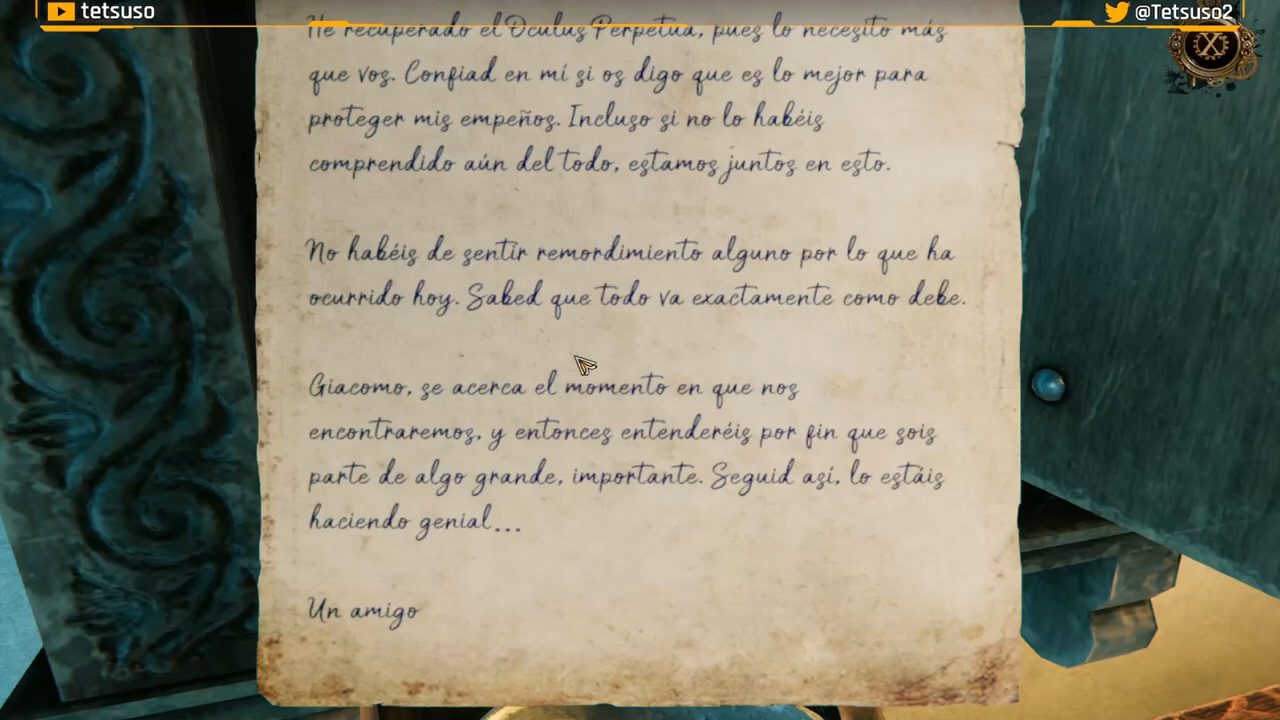 tetsuso
@Tetsuso2
He recuperado el Oculus Perpetua, pues lo necesito más
que vos. Confiad en mí si os digo que es lo mejor para
proteger mis empeños. Incluso si no lo habéis
comprendido aún del todo, estamos juntos en esto.
No habéis de sentir remordimiento alguno por lo que ha
ocurrido hoy. Sabed que todo va exactamente como debe.
Giacomo, se acerca el momento en que nos
encontraremos, y entonces entenderéis por fin que sois
parte de algo grande, importante. Seguid así, lo estáis
haciendo genial...
Un amigo